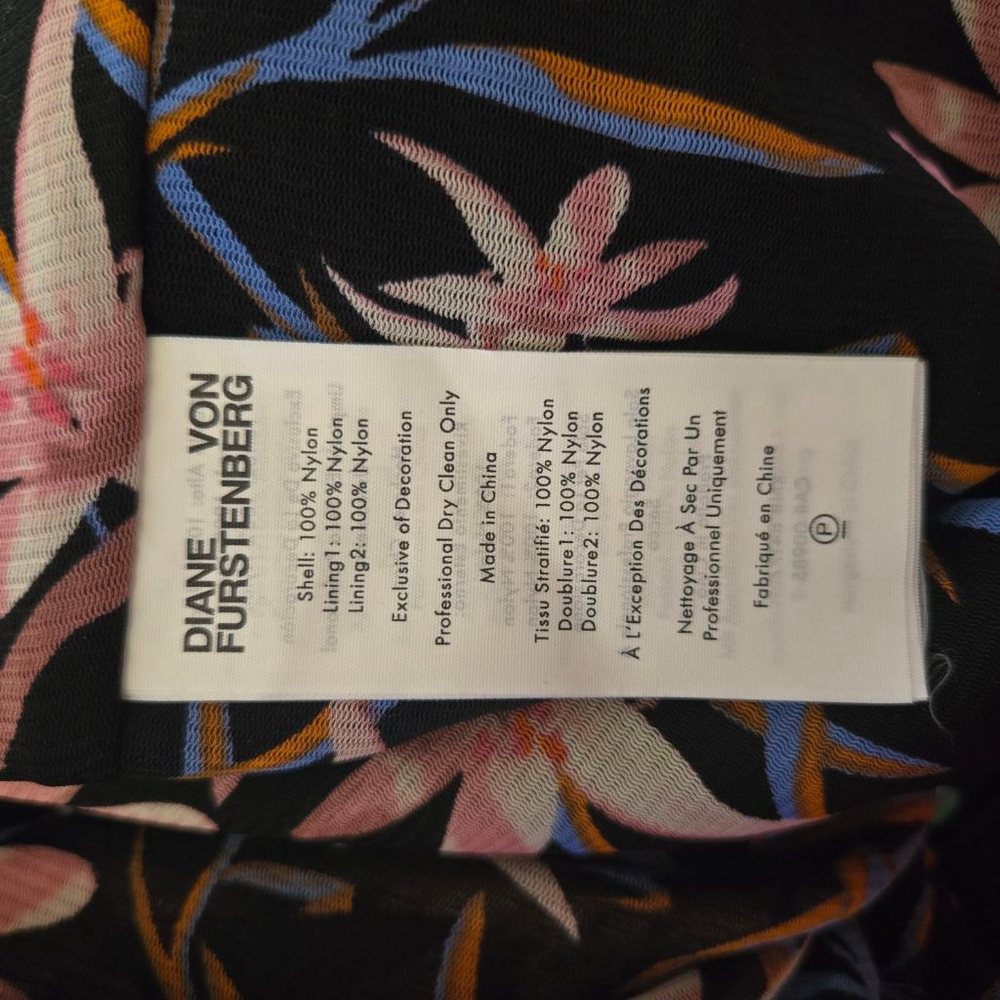 DIANE VON
FURSTENBERG
Shell: 100% Nylon
Lining1: 100% Nylon
Lining2: 100% Nylon
Exclusive of Decoration
Professional Dry Clean Only
Made in China
Tissu Stratifié: 100% Nylon
Doublure1: 100% Nylon
Doublure2: 100% Nylon
À L'Exception Des Décorations
Nettoyage À Sec Par Un
Professionnel Uniquement
Fabriqué en Chine
P